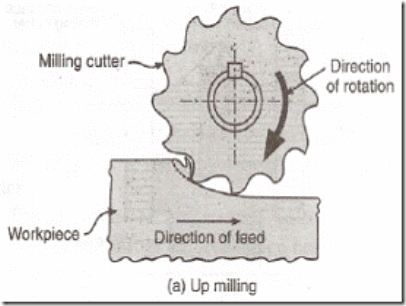 Milling cutter
Direction
of rotation
Workpiece
Direction of feed
(a) Up milling